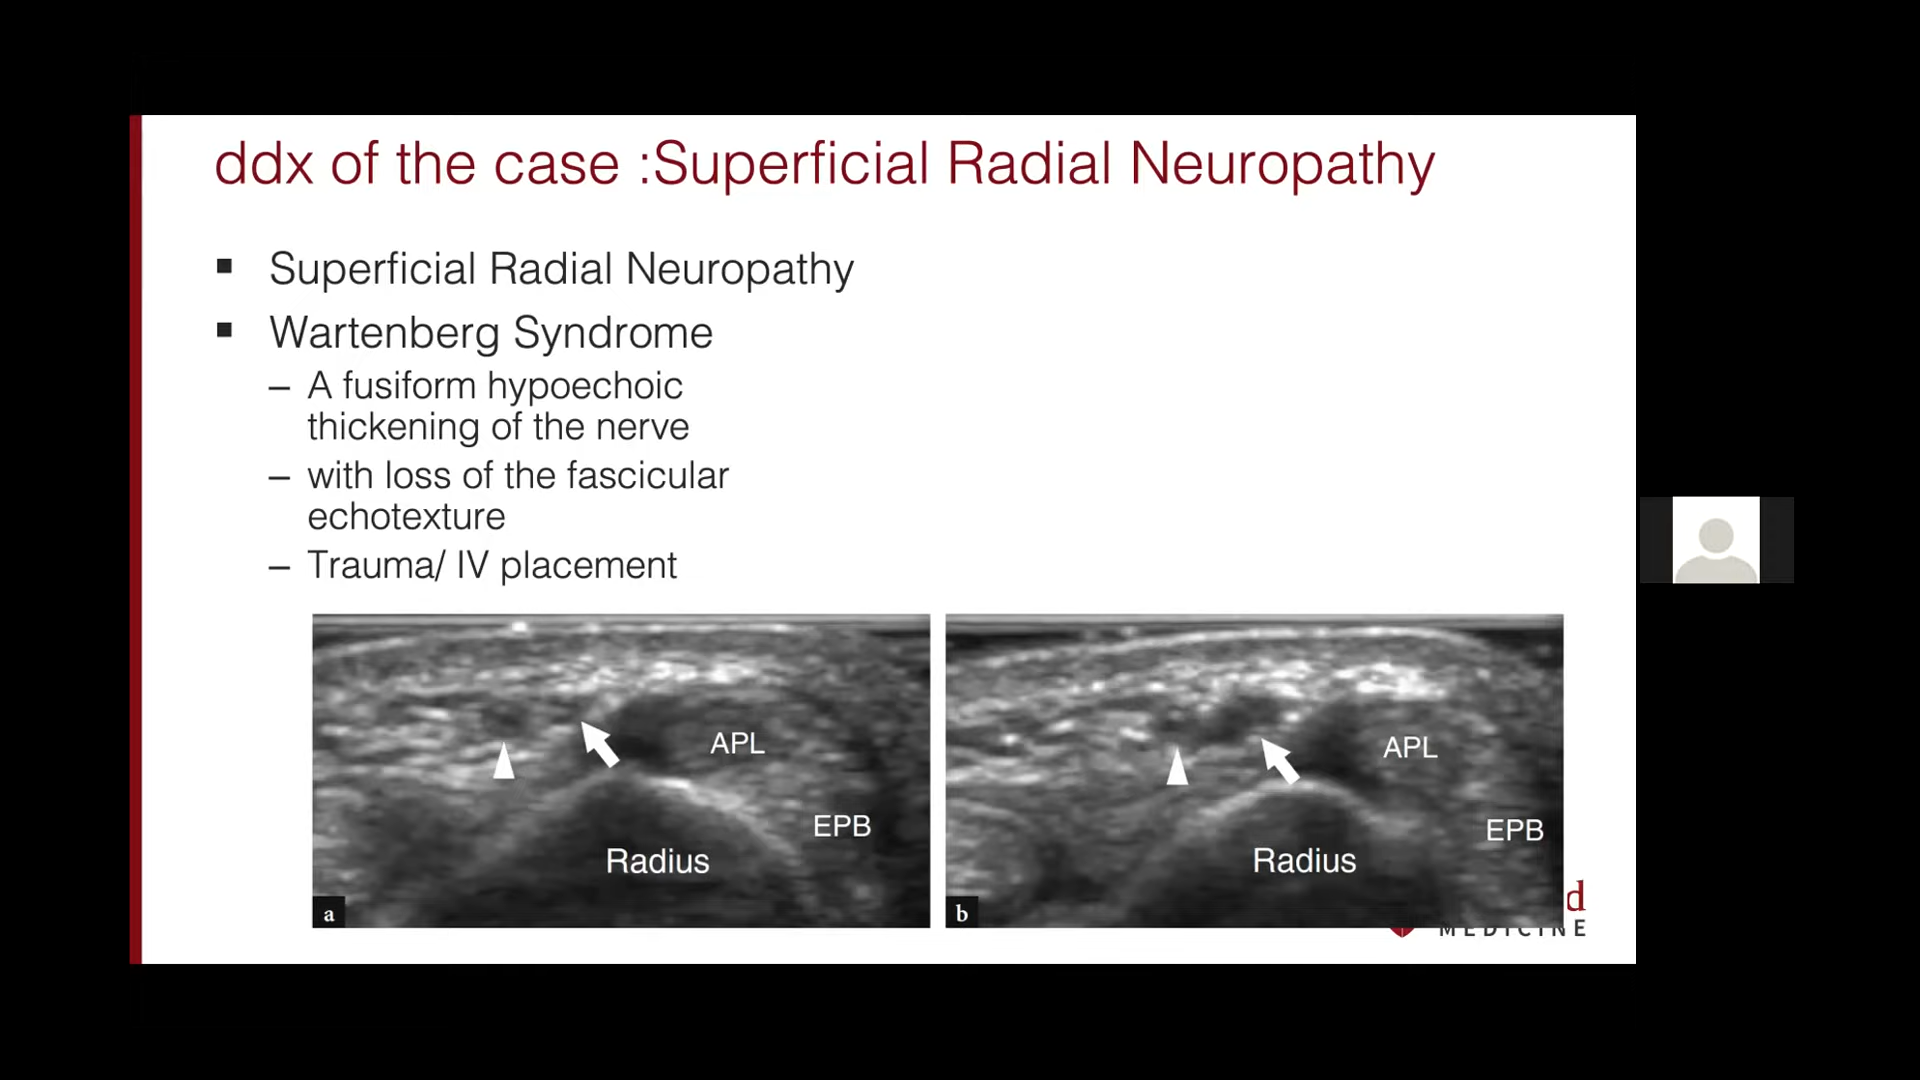 ddx of the case :Superficial Radial Neuropathy
▪ Superficial Radial Neuropathy
▪ Wartenberg Syndrome
– A fusiform hypoechoic
thickening of the nerve
– with loss of the fascicular
echotexture
– Trauma/ IV placement
APL
EPB
Radius
a
APL
EPB
Radius
b
d
MEDICINE